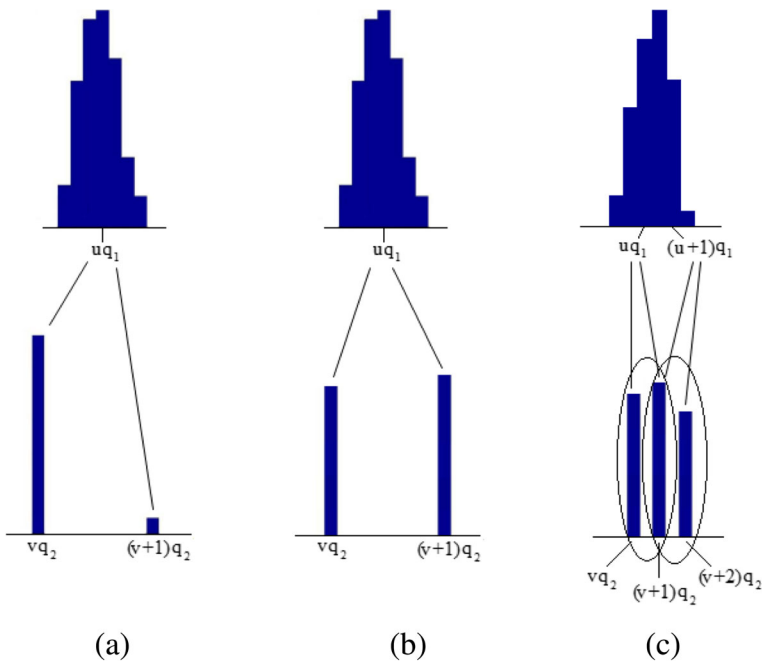 uq₁ uq₁ uq₁ (u+1)q₁
vq₂ (v+1)q₂ vq₂ (v+1)q₂ vq₂ (v+1)q₂ (v+2)q₂
(a) (b) (c)